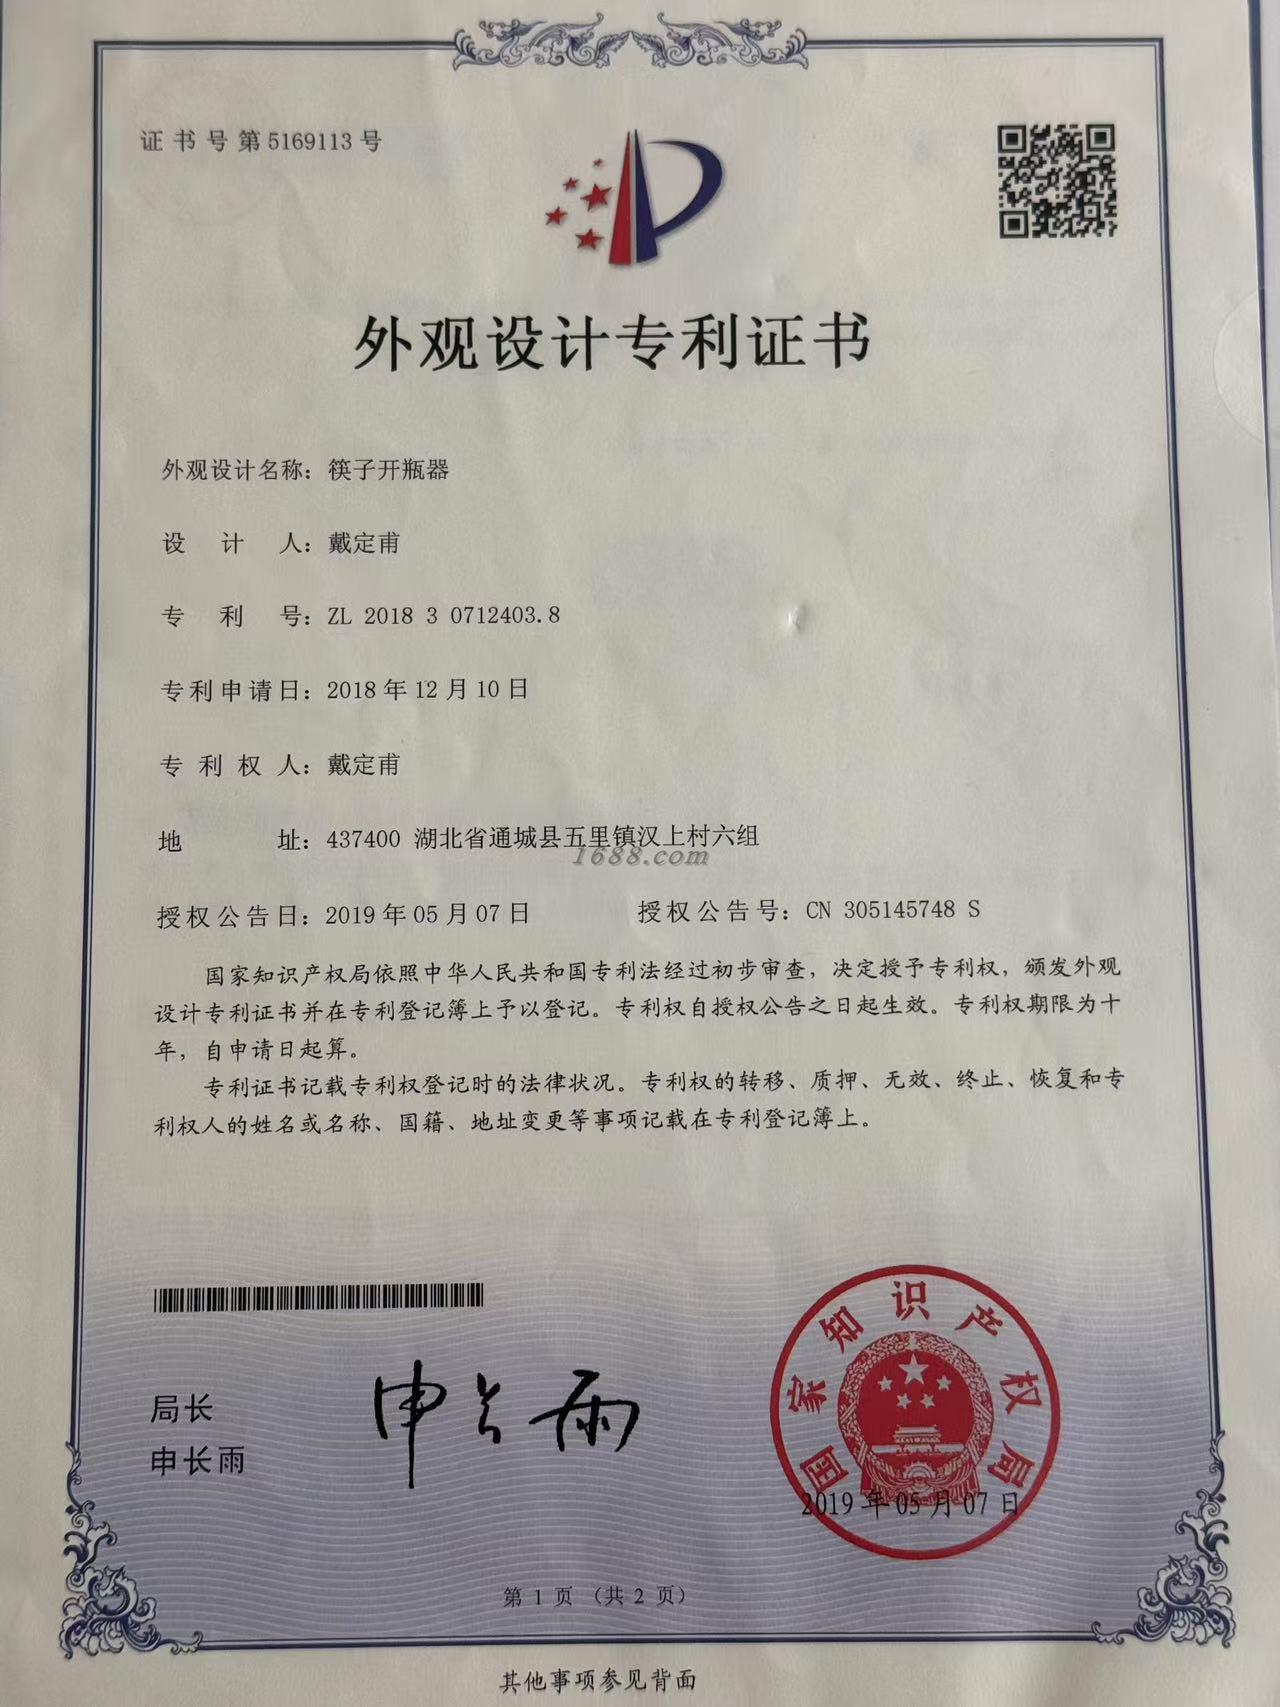 证书号第5169113号
外观设计专利证书
外观设计名称：筷子开瓶器
设计人：戴定甫
专利号：ZL 2018 3 0712403.8
专利申请日：2018年12月10日
专利权人：戴定甫
地址：437400 湖北省通城县五里镇汉上村六组
1688.com
授权公告日：2019年05月07日 授权公告号：CN 305145748 S
国家知识产权局依照中华人民共和国专利法经过初步审查，决定授予专利权，颁发外观
设计专利证书并在专利登记簿上予以登记。专利权自授权公告之日起生效。专利权期限为十
年，自申请日起算。
专利证书记载专利权登记时的法律状况。专利权的转移、质押、无效、终止、恢复和专
利权人的姓名或名称、国籍、地址变更等事项记载在专利登记簿上。
局长
申长雨
申长雨
国家知识产权局
2019年05月07日
第1页（共2页）
其他事项参见背面